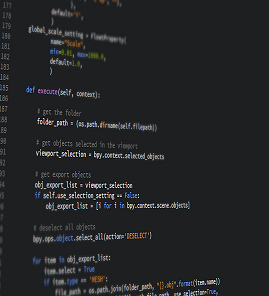 default='',
)
global_scale_setting = FloatProperty(
name="Scale",
min=0.01, max=1000.0,
default=1.0,
)
def execute(self, context):
# get the folder
folder_path = (os.path.dirname(self.filepath))
# get objects selected in the viewport
viewport_selection = bpy.context.selected_objects
# get export objects
obj_export_list = viewport_selection
if self.use_selection_setting == False:
obj_export_list = [i for i in bpy.context.scene.objects]
# deselect all objects
bpy.ops.object.select_all(action='DESELECT')
for item in obj_export_list:
item.select = True
if item.type == 'MESH':
file_path = os.path.join(folder_path, "{}.obj".format(item.name))